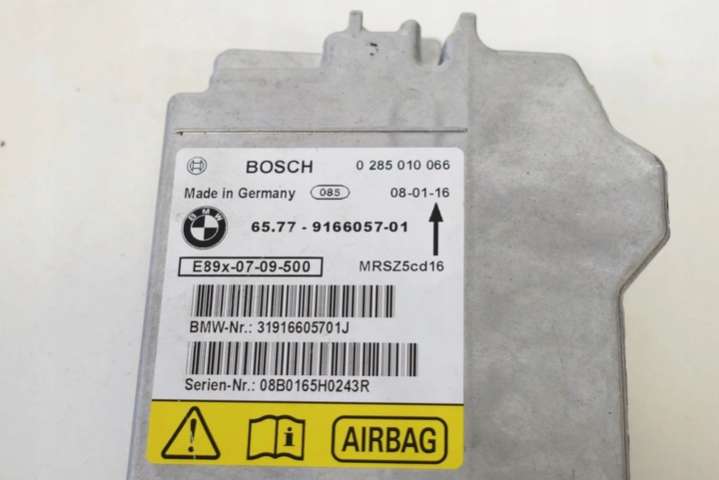 BOSCH 0 285 010 066
Made in Germany 085 08-01-16
BMW 65.77 - 9166057-01
E89x-07-09-500 MRSZ5cd16
BMW-Nr.: 31916605701J
Serien-Nr.: 08B0165H0243R
! i AIRBAG